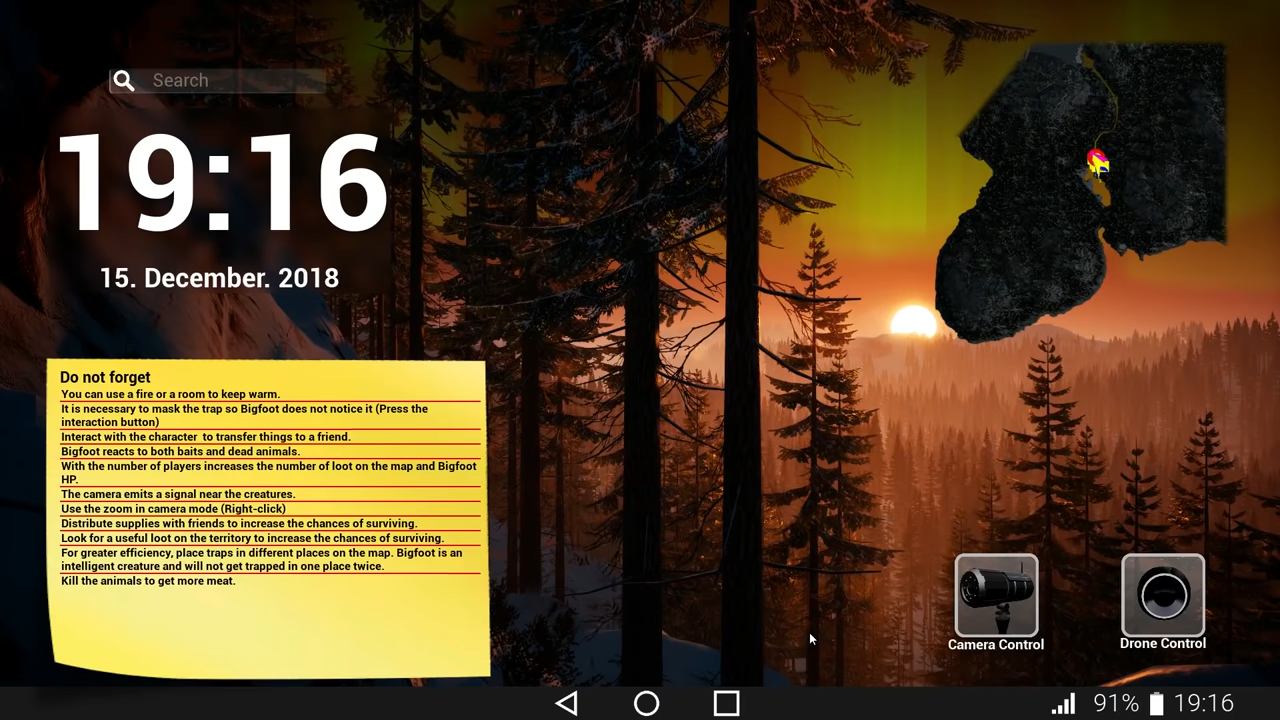 Search
19:16
15. December. 2018
Do not forget
You can use a fire or a room to keep warm.
It is necessary to mask the trap so Bigfoot does not notice it (Press the
interaction button)
Interact with the character to transfer things to a friend.
Bigfoot reacts to both baits and dead animals.
With the number of players increases the number of loot on the map and Bigfoot
HP.
The camera emits a signal near the creatures.
Use the zoom in camera mode (Right-click)
Distribute supplies with friends to increase the chances of surviving.
Look for a useful loot on the territory to increase the chances of surviving.
For greater efficiency, place traps in different places on the map. Bigfoot is an
intelligent creature and will not get trapped in one place twice.
Kill the animals to get more meat.
Camera Control
Drone Control
91%
19:16